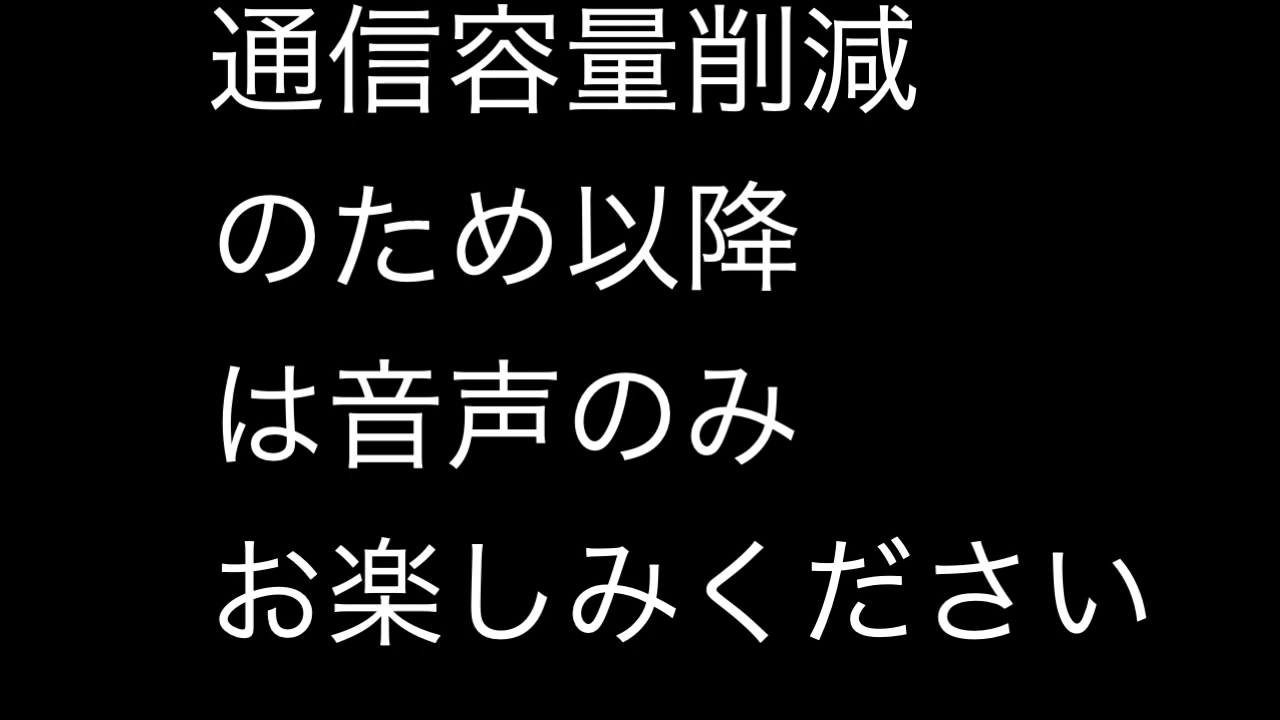 通信容量削減
のため以降
は音声のみ
お楽しみください